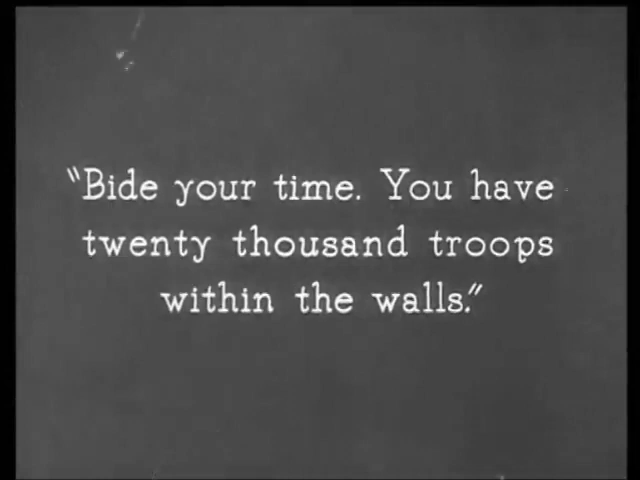 "Bide your time. You have
twenty thousand troops
within the walls."